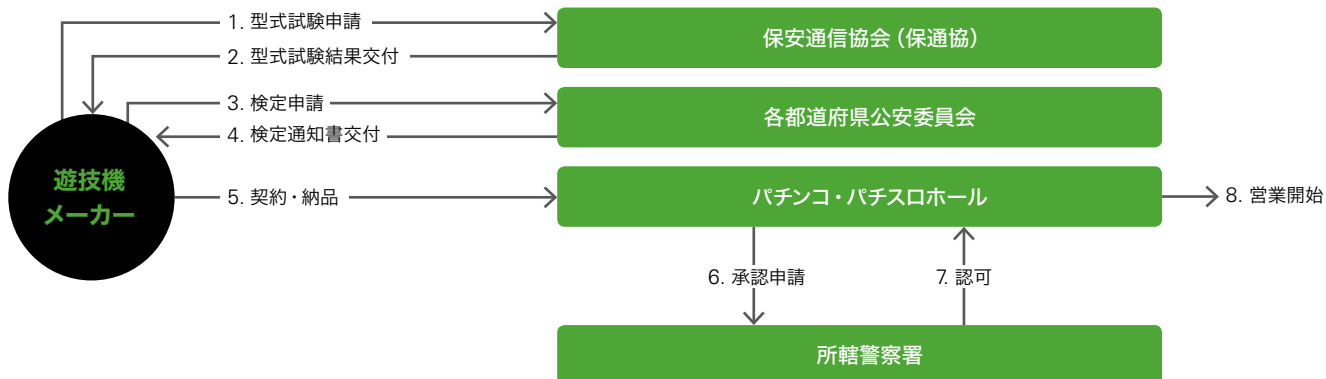 1. 型式試験申請
保安通信協会（保通協）
2. 型式試験結果交付
3. 検定申請
各都道府県公安委員会
4. 検定通知書交付
遊技機
メーカー
5. 契約・納品
パチンコ・パチスロホール
8. 営業開始
6. 承認申請
7. 認可
所轄警察署